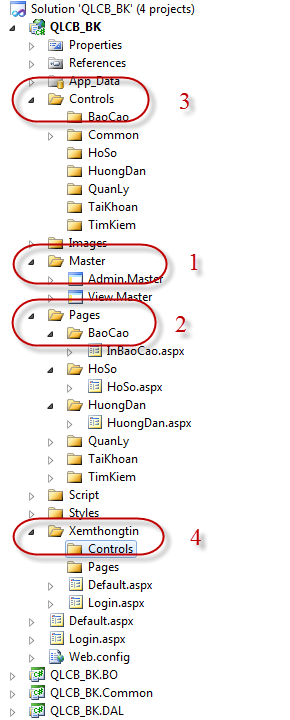 Solution 'QLCB_BK' (4 projects)
QLCB_BK
Properties
References
App_Data
Controls
3
BaoCao
Common
HoSo
HuongDan
QuanLy
TaiKhoan
TimKiem
Images
Master
1
Admin.Master
View.Master
Pages
2
BaoCao
InBaoCao.aspx
HoSo
HoSo.aspx
HuongDan
HuongDan.aspx
QuanLy
TaiKhoan
TimKiem
Script
Styles
Xemthongtin
4
Controls
Pages
Default.aspx
Login.aspx
Default.aspx
Login.aspx
Web.config
QLCB_BK.BO
QLCB_BK.Common
QLCB_BK.DAL